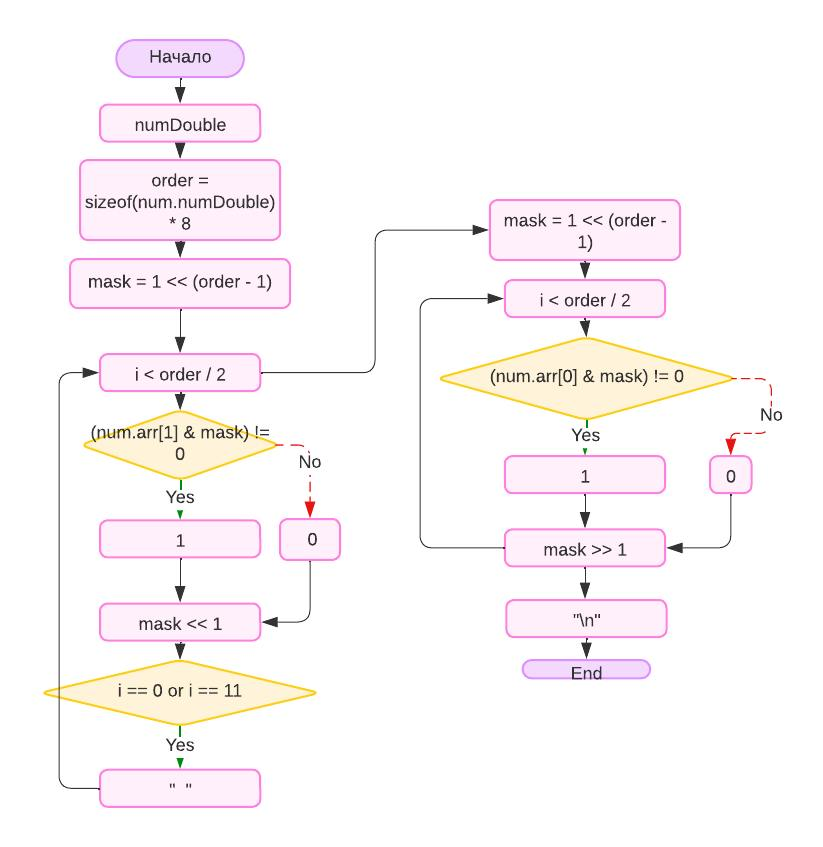 Начало
numDouble
order =
sizeof(num.numDouble)
* 8
mask = 1 << (order - 1)
i < order / 2
(num.arr[1] & mask) !=
0
No
Yes
1
0
mask << 1
i == 0 or i == 11
Yes
" "
mask = 1 << (order -
1)
i < order / 2
(num.arr[0] & mask) != 0
No
Yes
1
0
mask >> 1
"\n"
End